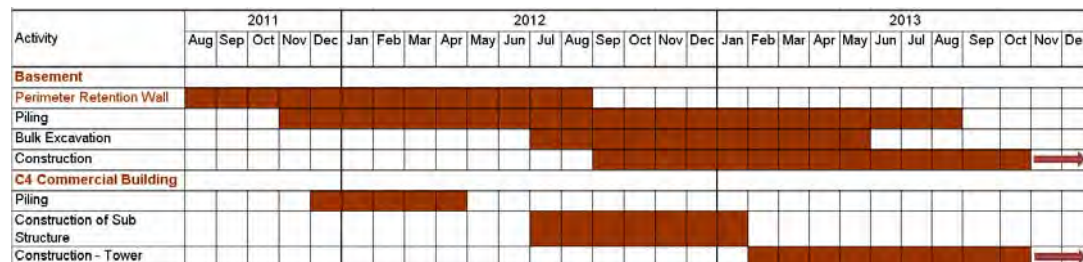 2011 2012 2013
Activity Aug Sep Oct Nov Dec Jan Feb Mar Apr May Jun Jul Aug Sep Oct Nov Dec Jan Feb Mar Apr May Jun Jul Aug Sep Oct Nov De
Basement
Perimeter Retention Wall
Piling
Bulk Excavation
Construction
C4 Commercial Building
Piling
Construction of Sub
Structure
Construction - Tower